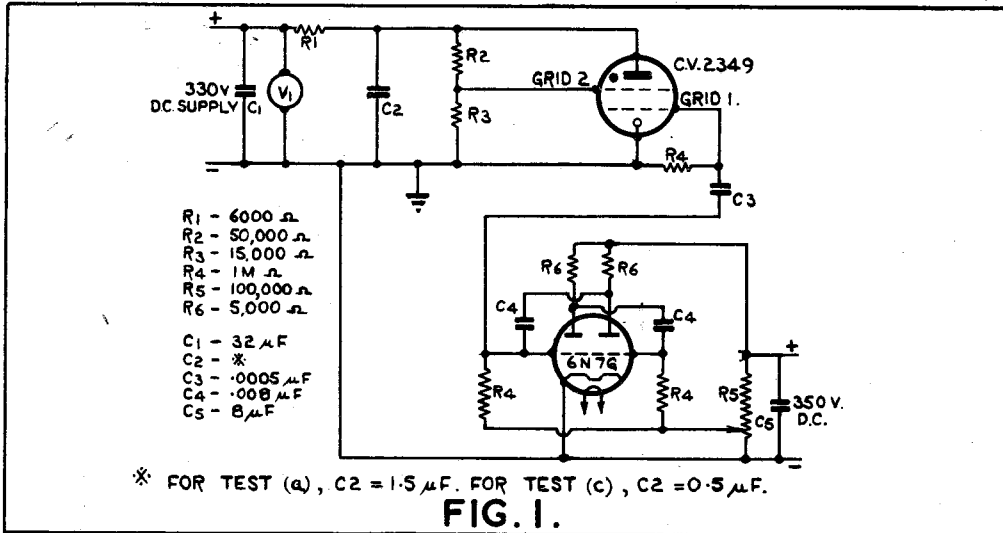 +
R1
R2
C.V.2349
GRID 2
GRID 1.
330V
D.C. SUPPLY
C1
V1
C2
R3
−
R4
C3
R1 - 6000 Ω
R2 - 50,000 Ω
R3 - 15,000 Ω
R4 - 1M Ω
R5 - 100,000 Ω
R6 - 5,000 Ω
C1 - 32 μF
C2 - ※
C3 - .0005 μF
C4 - .008 μF
C5 - 8 μF
R6
R6
C4
C4
6N7G
+
R4
R4
R5
C5
350V.
D.C.
−
※ FOR TEST (a), C2 = 1.5 μF. FOR TEST (c), C2 = 0.5 μF.
FIG. 1.